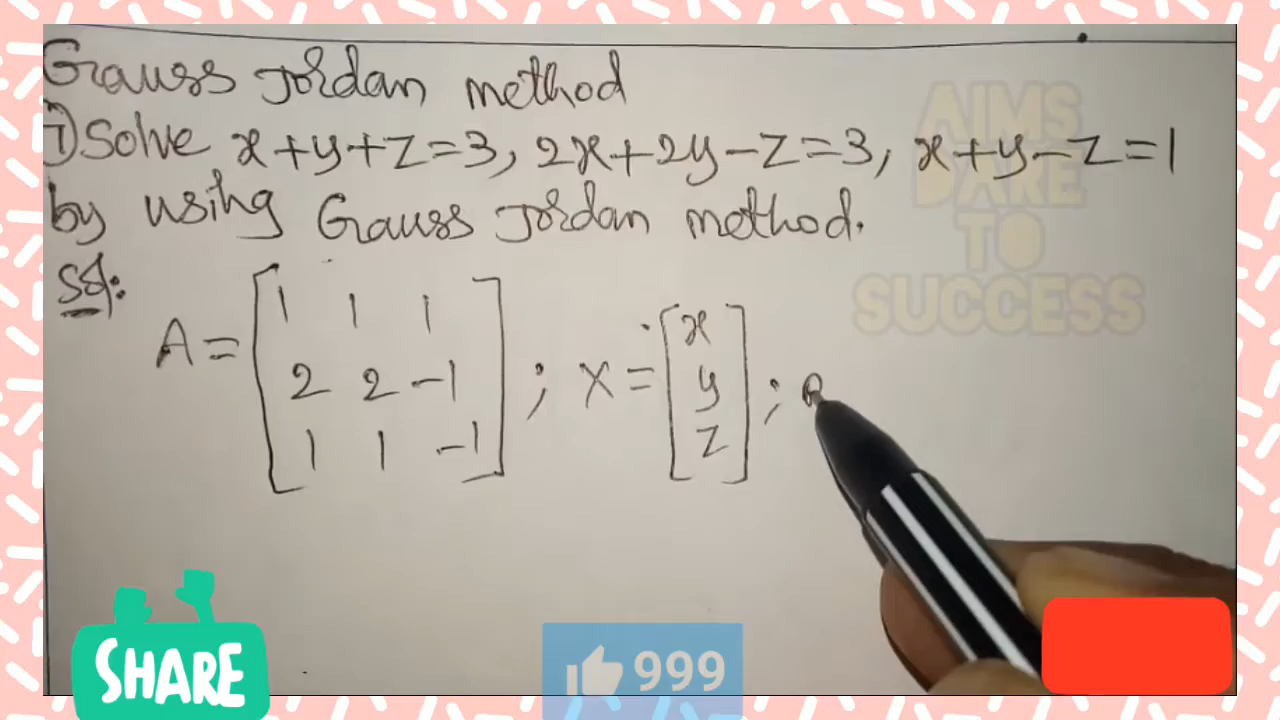 Gauss Jordan method
1) Solve x+y+z=3, 2x+2y-z=3, x+y-z=1
by using Gauss Jordan method.
Sol:
A = [1 1 1
2 2 -1
1 1 -1] ; X = [x
y
z] ;
AIMS
DARE
TO
SUCCESS
SHARE
999